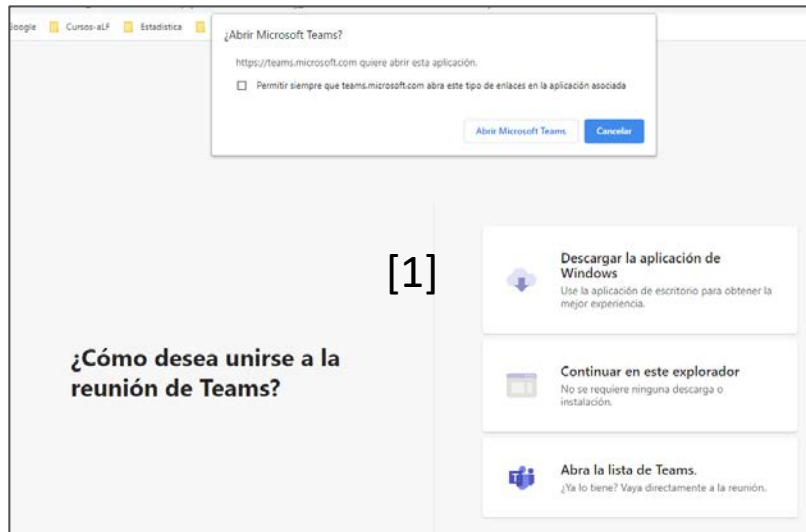 Google Cursos-aLF Estadística
¿Abrir Microsoft Teams?
https://teams.microsoft.com quiere abrir esta aplicación.
Permitir siempre que teams.microsoft.com abra este tipo de enlaces en la aplicación asociada
Abrir Microsoft Teams Cancelar
[1]
¿Cómo desea unirse a la
reunión de Teams?
Descargar la aplicación de
Windows
Use la aplicación de escritorio para obtener la
mejor experiencia.
Continuar en este explorador
No se requiere ninguna descarga o
instalación.
Abra la lista de Teams.
¿Ya lo tiene? Vaya directamente a la reunión.